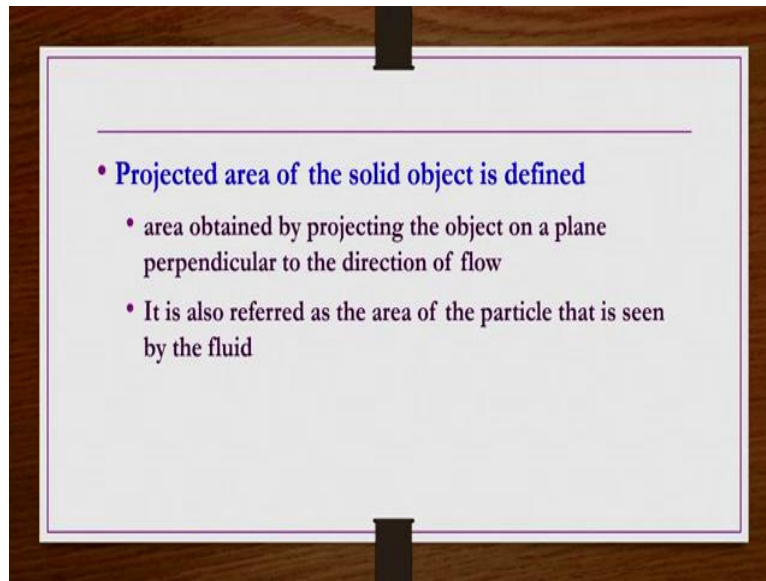 • Projected area of the solid object is defined
• area obtained by projecting the object on a plane
perpendicular to the direction of flow
• It is also referred as the area of the particle that is seen
by the fluid